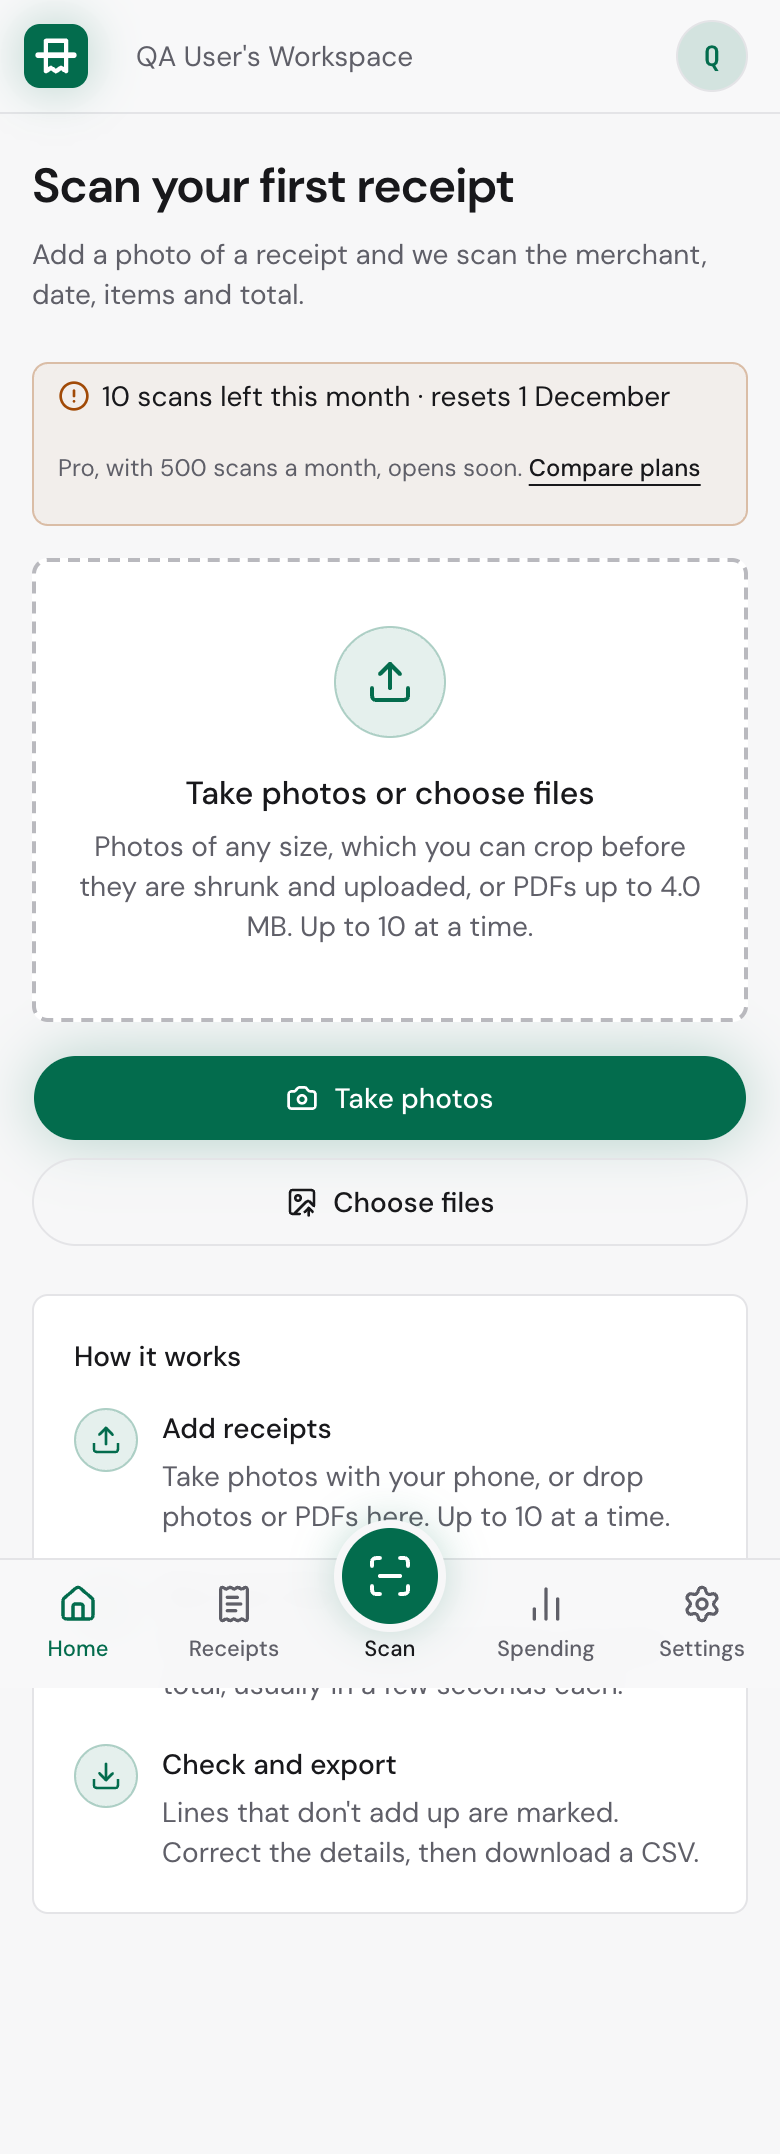 QA User's Workspace
Q
Scan your first receipt
Add a photo of a receipt and we scan the merchant,
date, items and total.
10 scans left this month · resets 1 December
Pro, with 500 scans a month, opens soon. Compare plans
Take photos or choose files
Photos of any size, which you can crop before
they are shrunk and uploaded, or PDFs up to 4.0
MB. Up to 10 at a time.
Take photos
Choose files
How it works
Add receipts
Take photos with your phone, or drop
photos or PDFs here. Up to 10 at a time.
Home
Receipts
Scan
Spending
Settings
total, usually in a few seconds each.
Check and export
Lines that don't add up are marked.
Correct the details, then download a CSV.